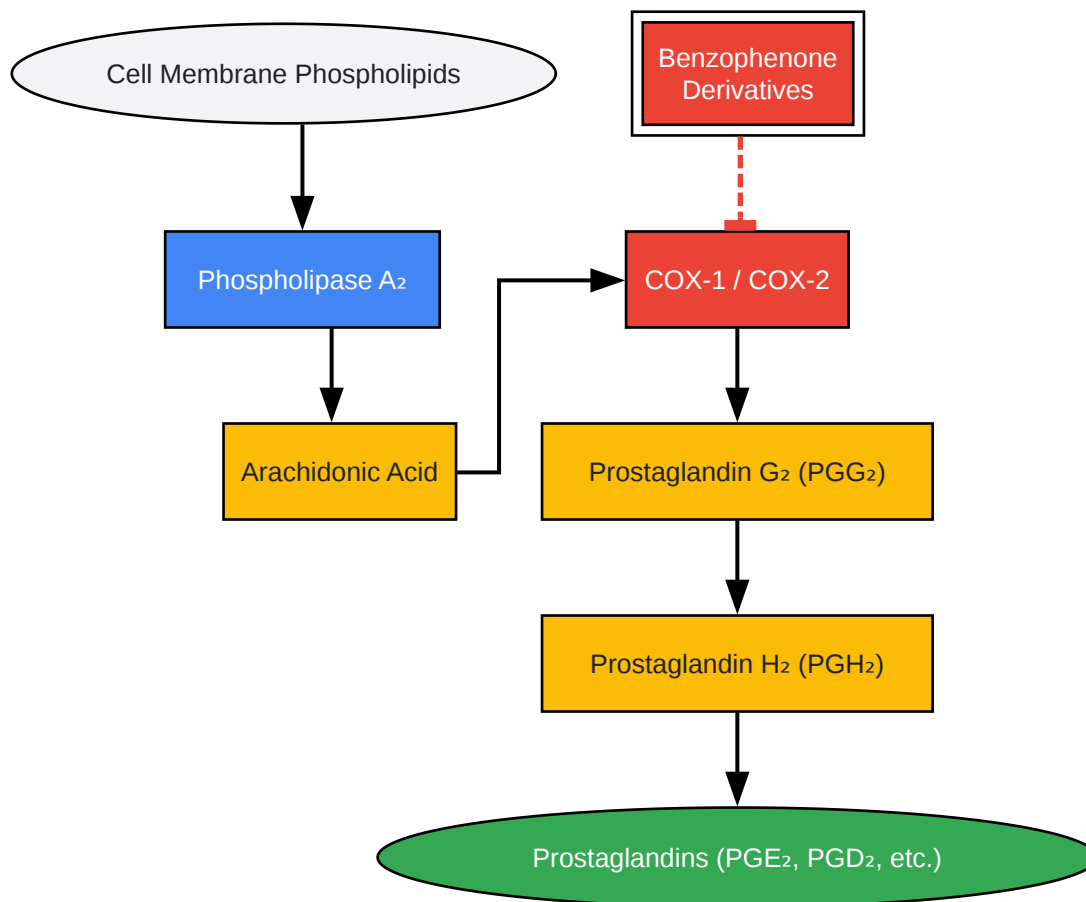 Cell Membrane Phospholipids
Benzophenone
Derivatives
Phospholipase A₂
COX-1 / COX-2
Arachidonic Acid
Prostaglandin G₂ (PGG₂)
Prostaglandin H₂ (PGH₂)
Prostaglandins (PGE₂, PGD₂, etc.)